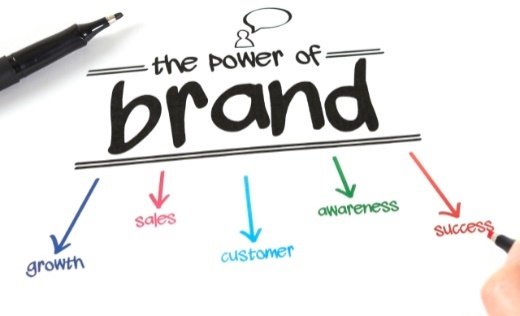 the power of
brand
growth
sales
customer
awareness
success